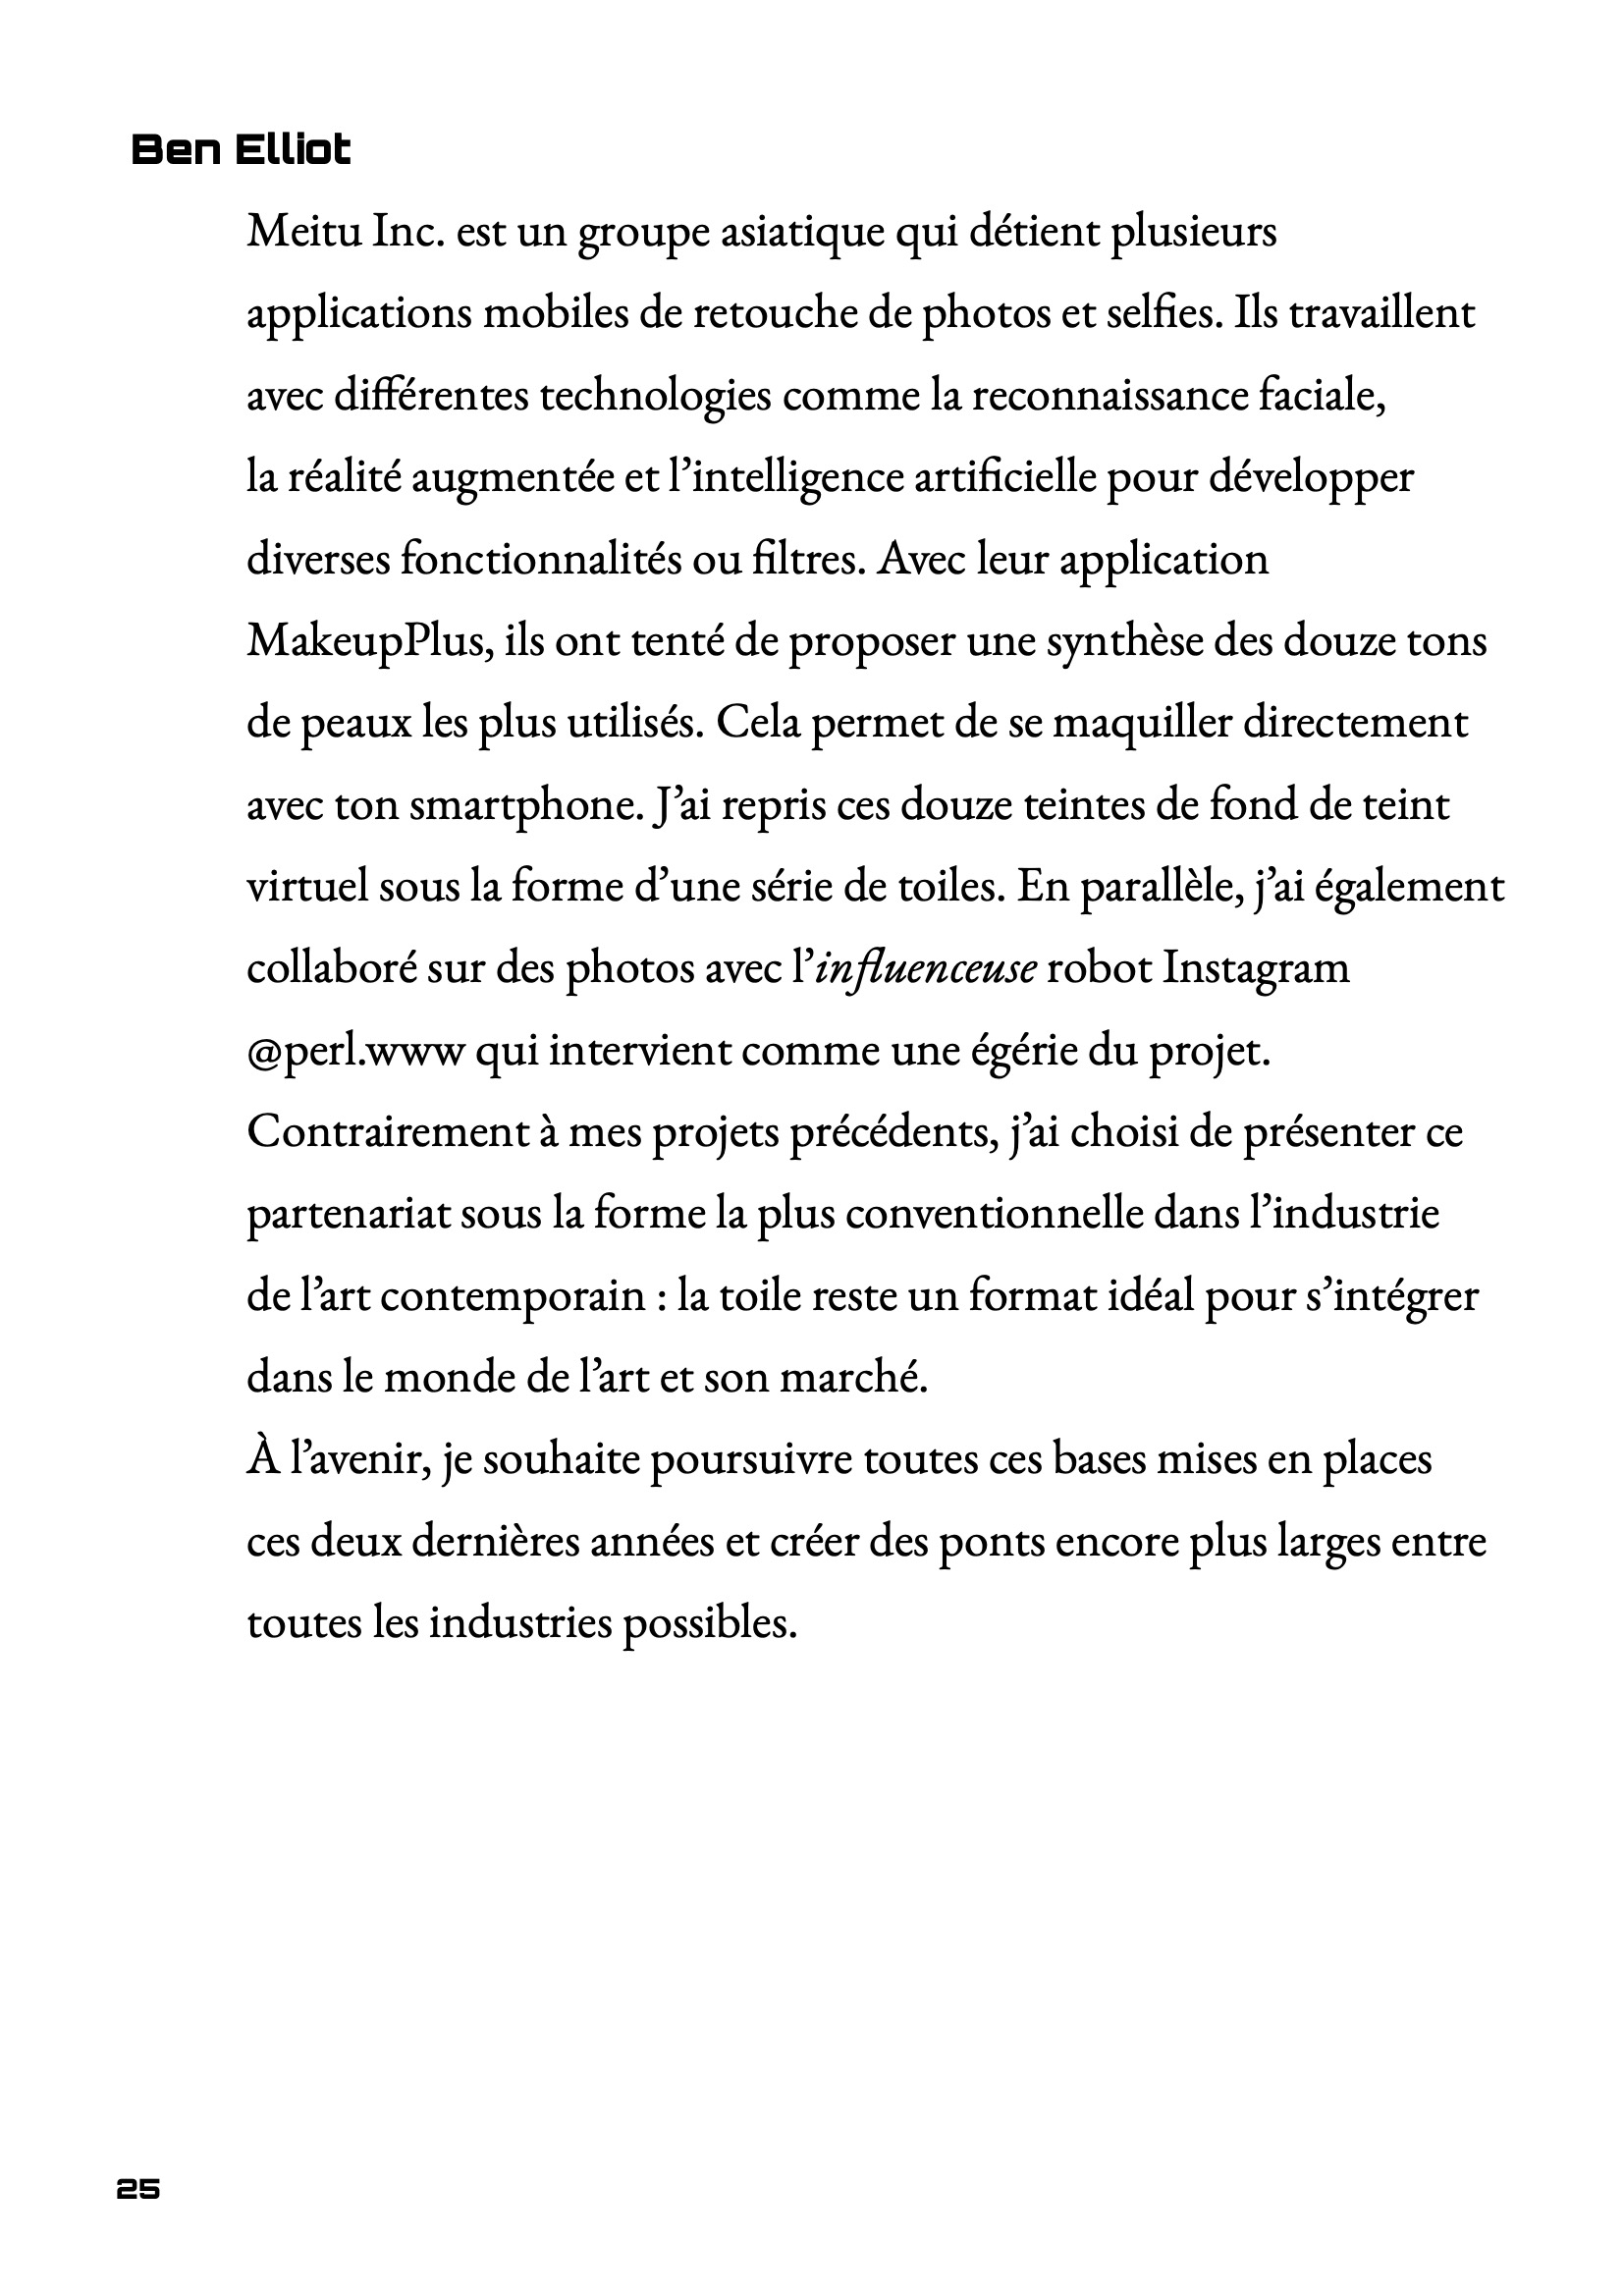 Ben Elliot
Meitu Inc. est un groupe asiatique qui détient plusieurs
applications mobiles de retouche de photos et selfies. Ils travaillent
avec différentes technologies comme la reconnaissance faciale,
la réalité augmentée et l’intelligence artificielle pour développer
diverses fonctionnalités ou filtres. Avec leur application
MakeupPlus, ils ont tenté de proposer une synthèse des douze tons
de peaux les plus utilisés. Cela permet de se maquiller directement
avec ton smartphone. J’ai repris ces douze teintes de fond de teint
virtuel sous la forme d’une série de toiles. En parallèle, j’ai également
collaboré sur des photos avec l’influenceuse robot Instagram
@perl.www qui intervient comme une égérie du projet.
Contrairement à mes projets précédents, j’ai choisi de présenter ce
partenariat sous la forme la plus conventionnelle dans l’industrie
de l’art contemporain : la toile reste un format idéal pour s’intégrer
dans le monde de l’art et son marché.
À l’avenir, je souhaite poursuivre toutes ces bases mises en places
ces deux dernières années et créer des ponts encore plus larges entre
toutes les industries possibles.
25